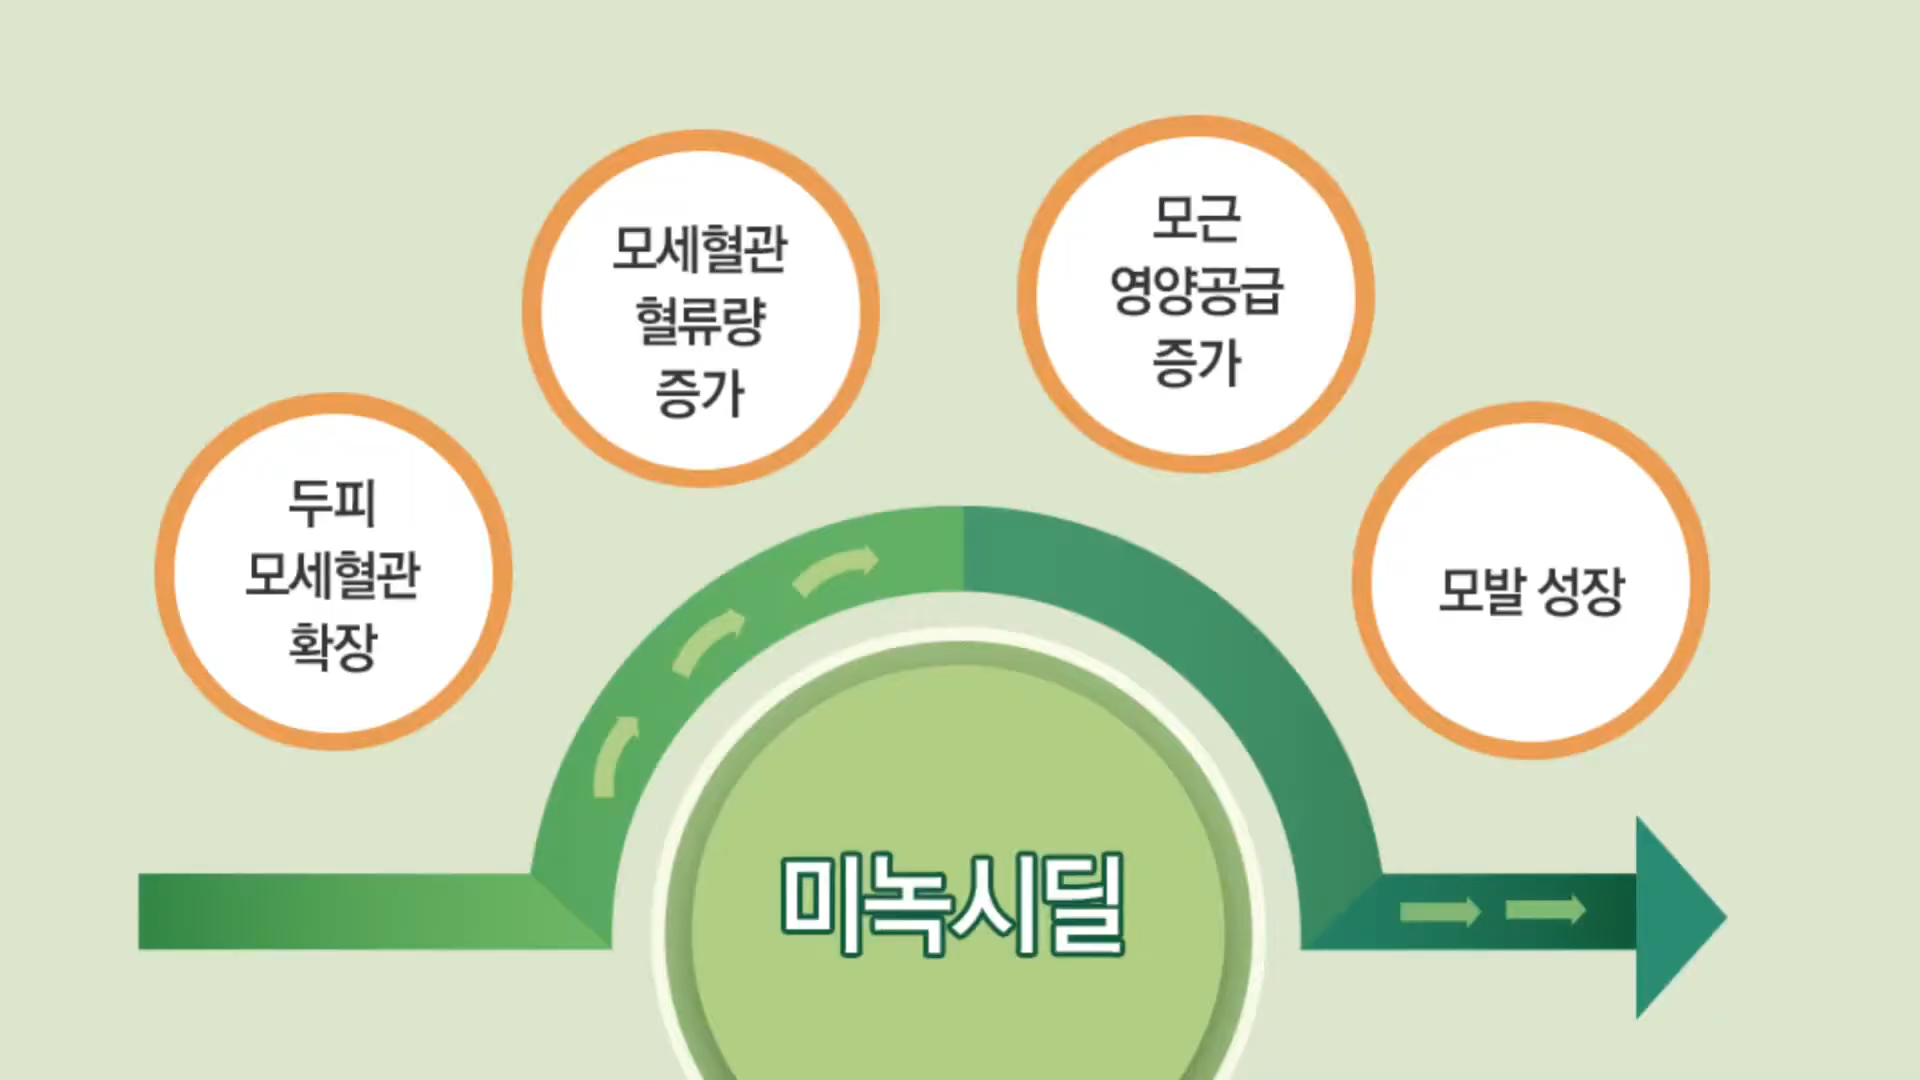 두피
모세혈관
확장
모세혈관
혈류량
증가
모근
영양공급
증가
모발 성장
미녹시딜